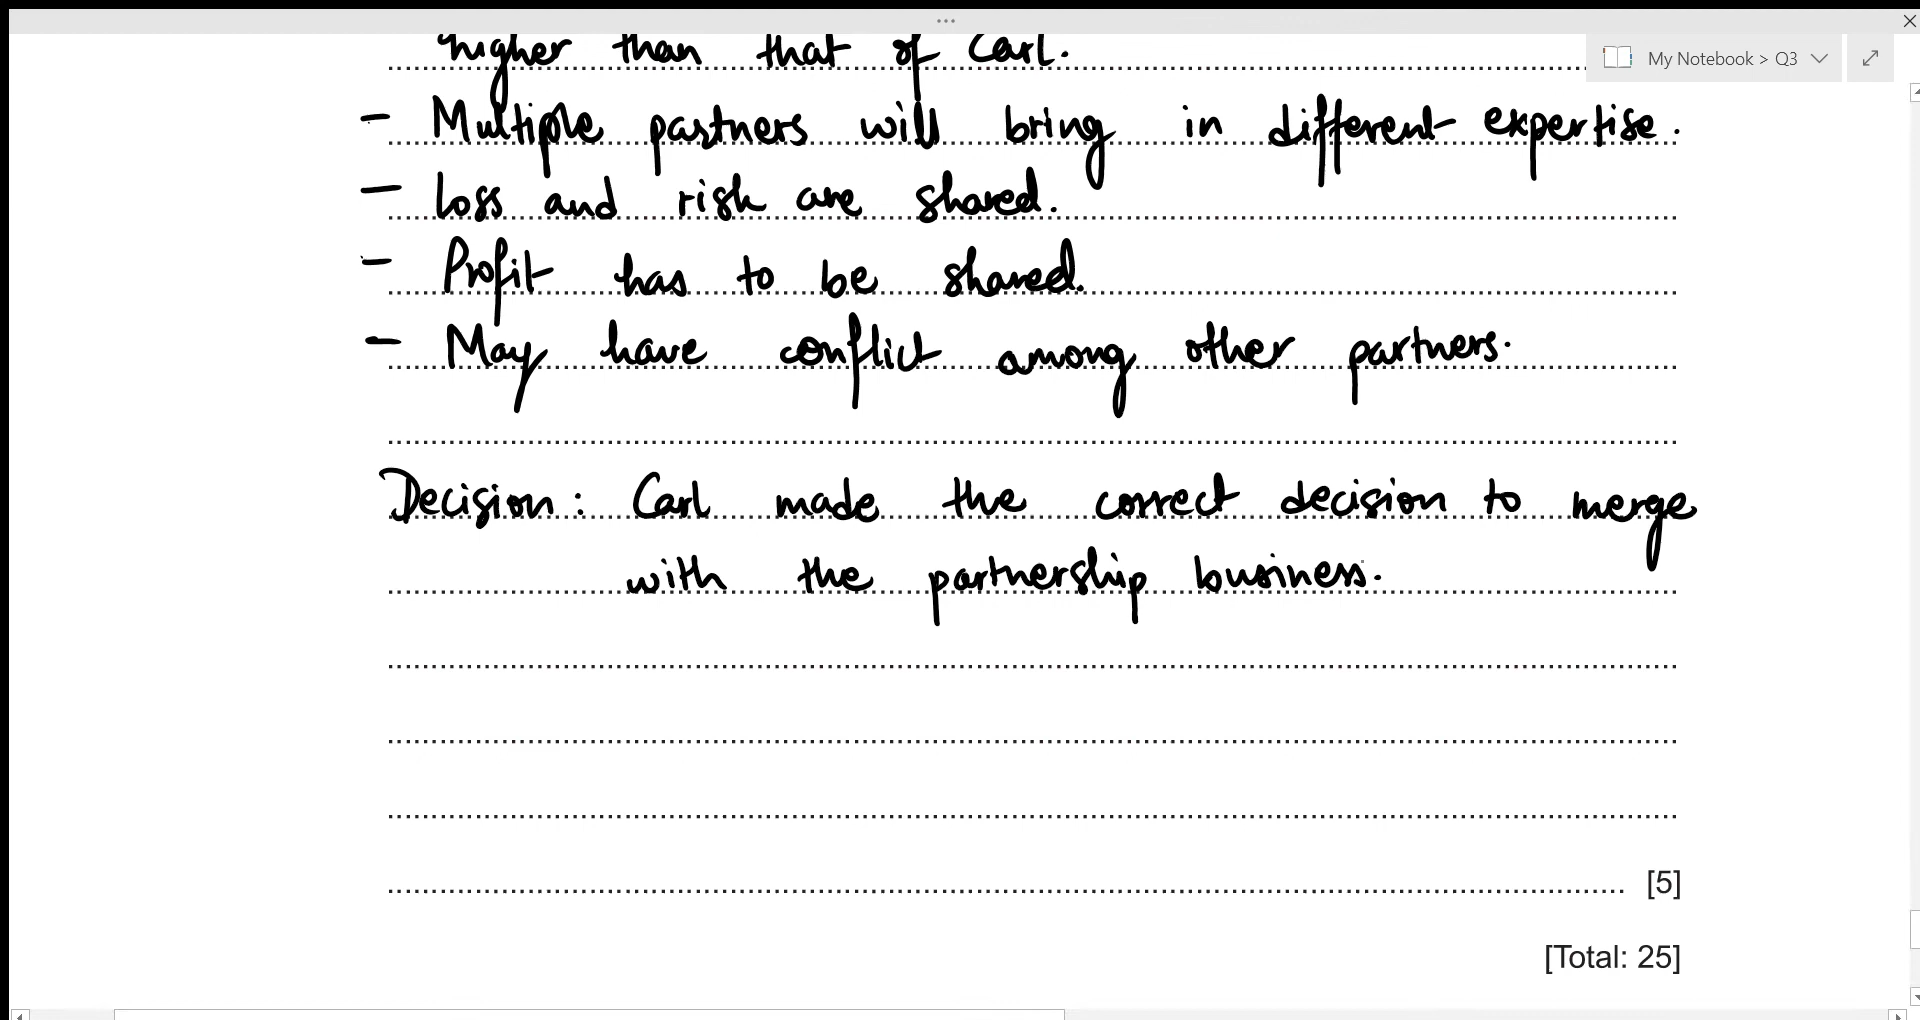 higher than that of Carl.
My Notebook > Q3
- Multiple partners will bring in different expertise.
- Loss and risk are shared.
- Profit has to be shared.
- May have conflict among other partners.
Decision: Carl made the correct decision to merge
with the partnership business.
[5]
[Total: 25]